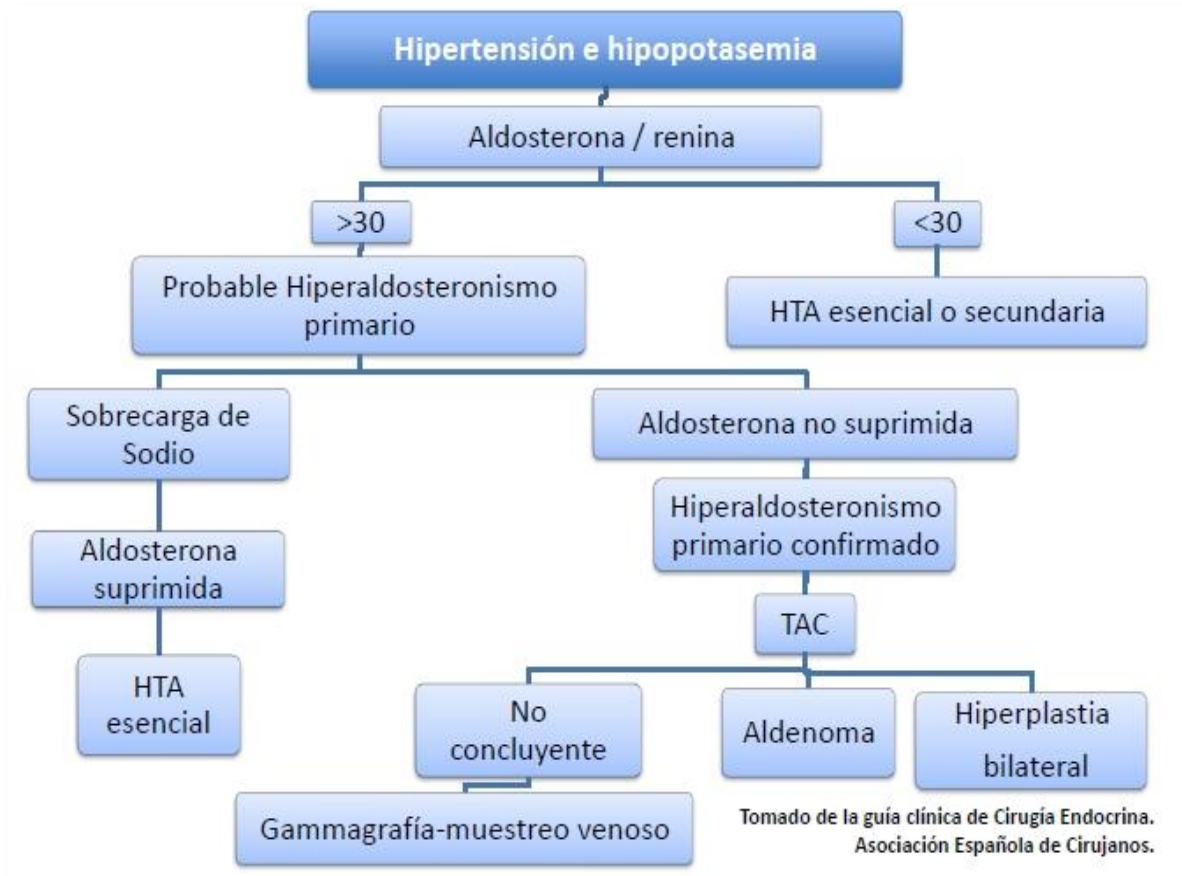 Hipertensión e hipopotasemia
Aldosterona / renina
>30
<30
Probable Hiperaldosteronismo
primario
HTA esencial o secundaria
Sobrecarga de
Sodio
Aldosterona no suprimida
Hiperaldosteronismo
primario confirmado
Aldosterona
suprimida
TAC
HTA
esencial
No
concluyente
Aldenoma
Hiperplastia
bilateral
Gammagrafía-muestreo venoso
Tomado de la guía clínica de Cirugía Endocrina.
Asociación Española de Cirujanos.